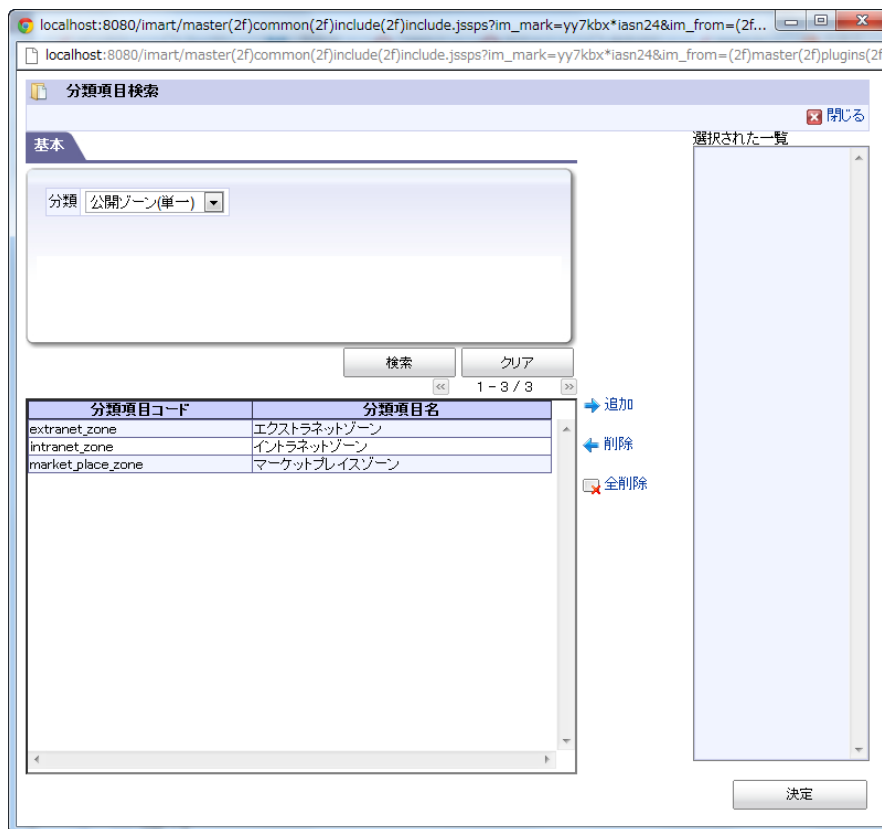 localhost:8080/imart/master(2f)common(2f)include(2f)include.jssps?im_mark=yy7kbx*iasn24&im_from=(2f...
localhost:8080/imart/master(2f)common(2f)include(2f)include.jssps?im_mark=yy7kbx*iasn24&im_from=(2f)master(2f)plugins(2f
分類項目検索
閉じる
基本
選択された一覧
分類 公開ゾーン(単一)
検索 クリア
1 - 3 / 3
分類項目コード 分類項目名
extranet_zone エクストラネットゾーン
intranet_zone イントラネットゾーン
market_place_zone マーケットプレイスゾーン
追加
削除
全削除
決定